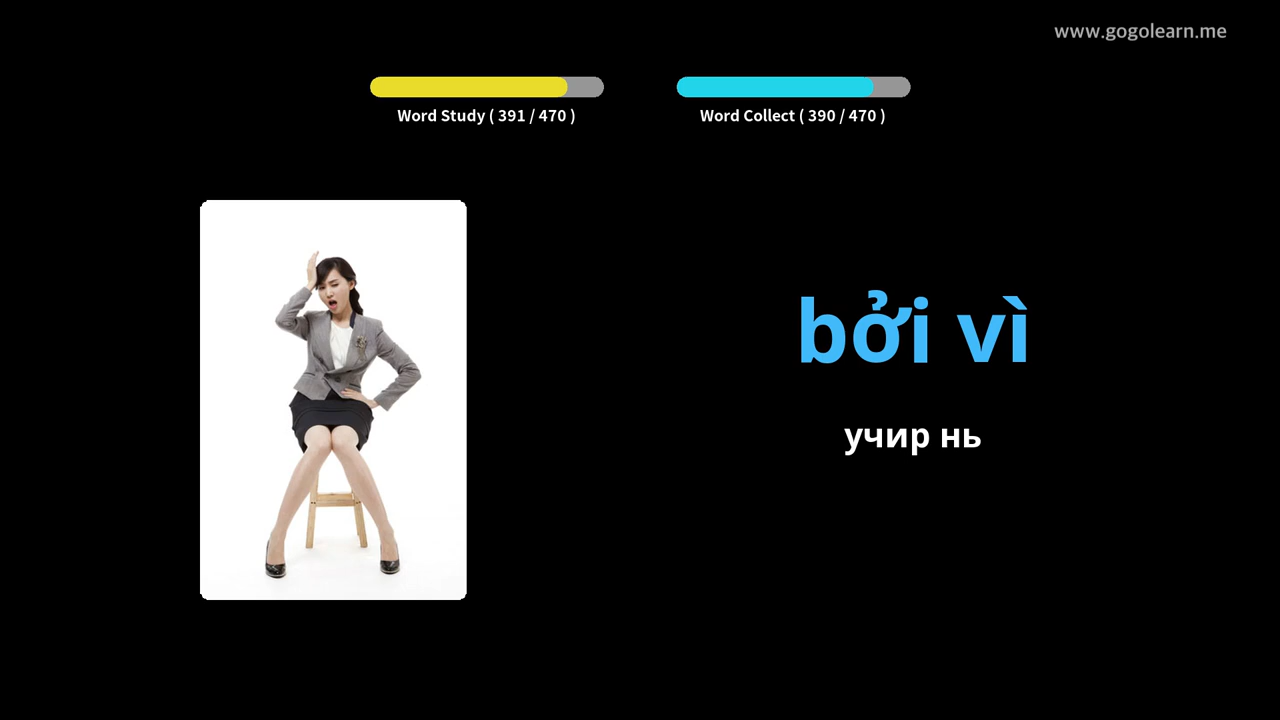 www.gogolearn.me
Word Study ( 391 / 470 )
Word Collect ( 390 / 470 )
bởi vì
учир нь